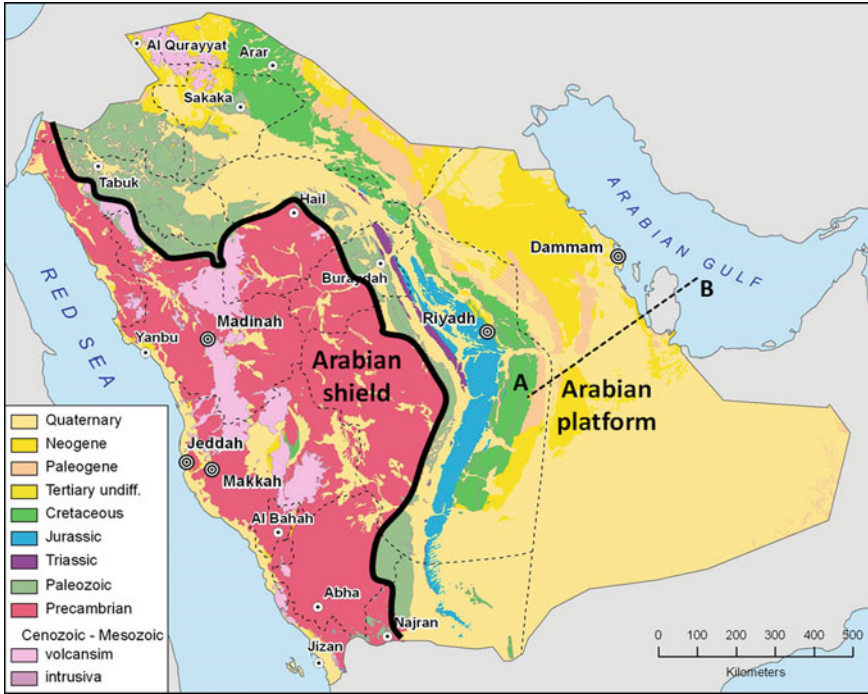 Al Qurayyat
Arar
Sakaka
Tabuk
Hail
Buraydah
Dammam
ARABIAN GULF
B
Riyadh
RED SEA
Madinah
Yanbu
Arabian
shield
A
Arabian
platform
Quaternary
Neogene
Paleogene
Tertiary undiff.
Cretaceous
Jurassic
Triassic
Paleozoic
Precambrian
Cenozoic - Mesozoic
volcansim
intrusiva
Jeddah
Makkah
Al Bahah
Abha
Najran
Jizan
0 100 200 300 400 500
Kilometers